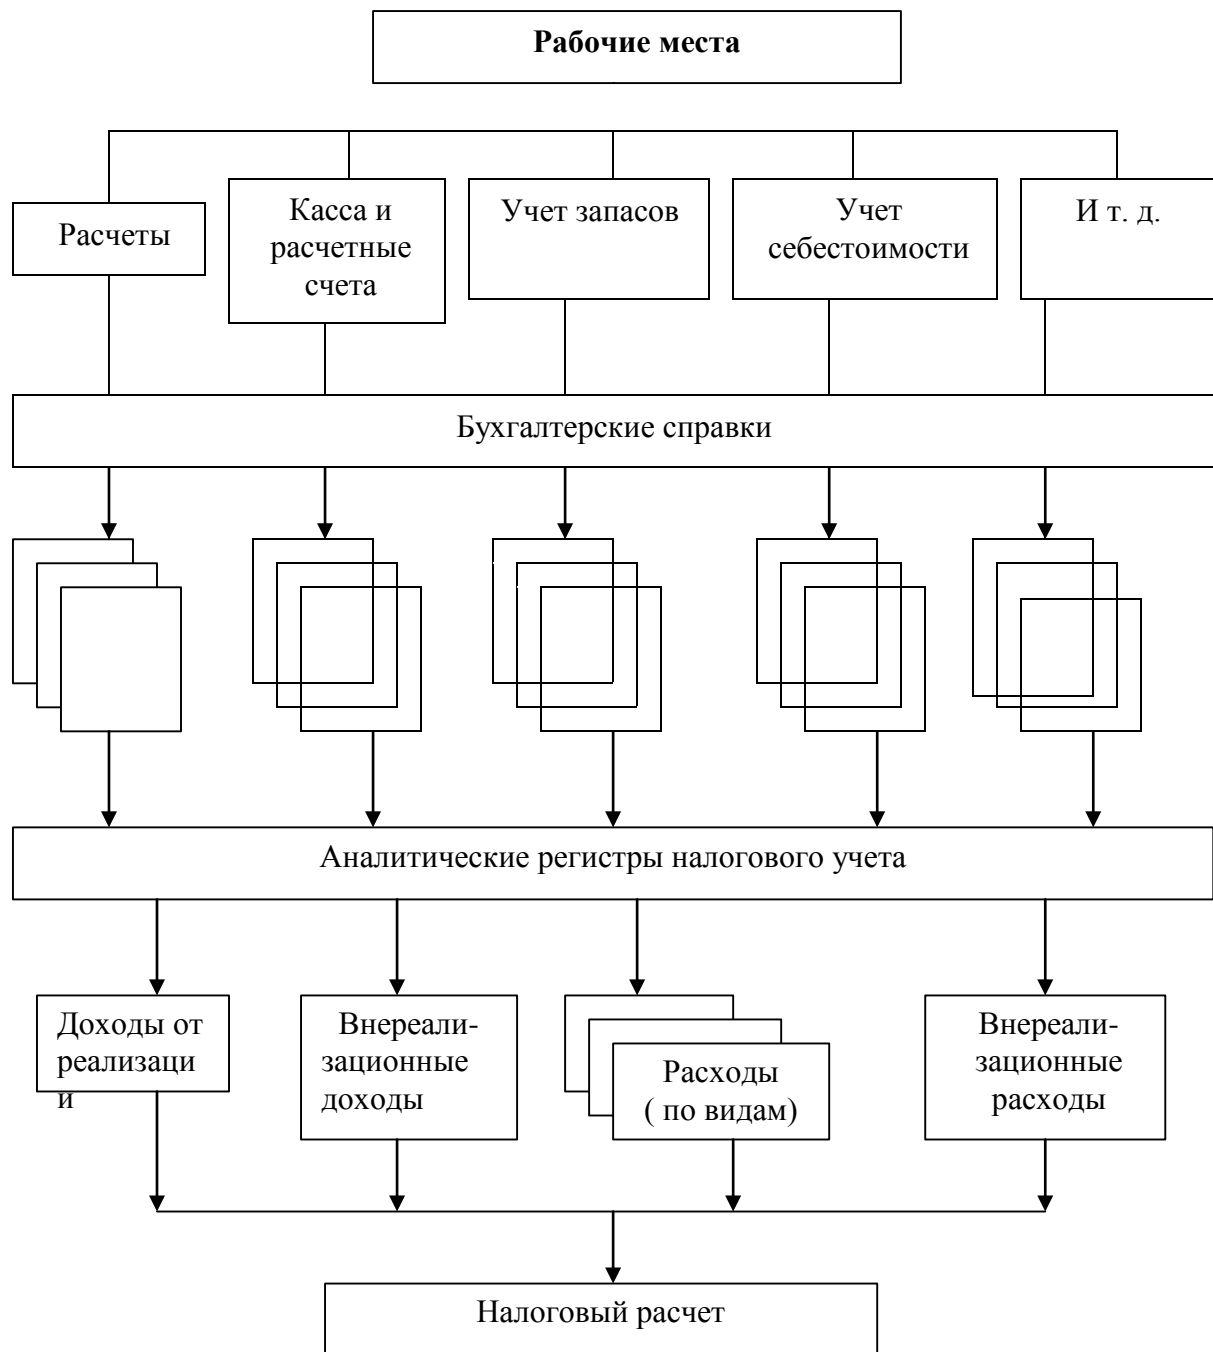 Рабочие места
Расчеты
Касса и
расчетные
счета
Учет запасов
Учет
себестоимости
И т. д.
Бухгалтерские справки
Аналитические регистры налогового учета
Доходы от
реализаци
и
Внереали-
зационные
доходы
Расходы
( по видам)
Внереали-
зационные
расходы
Налоговый расчет